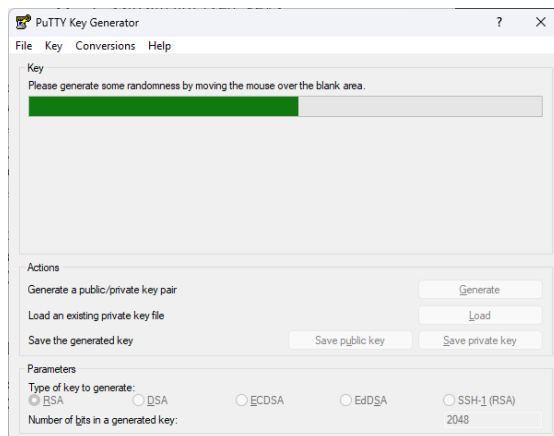 PuTTY Key Generator
File Key Conversions Help
Key
Please generate some randomness by moving the mouse over the blank area.
Actions
Generate a public/private key pair
Generate
Load an existing private key file
Load
Save the generated key
Save public key
Save private key
Parameters
Type of key to generate:
RSA DSA ECDSA EdDSA SSH-1 (RSA)
Number of bits in a generated key:
2048